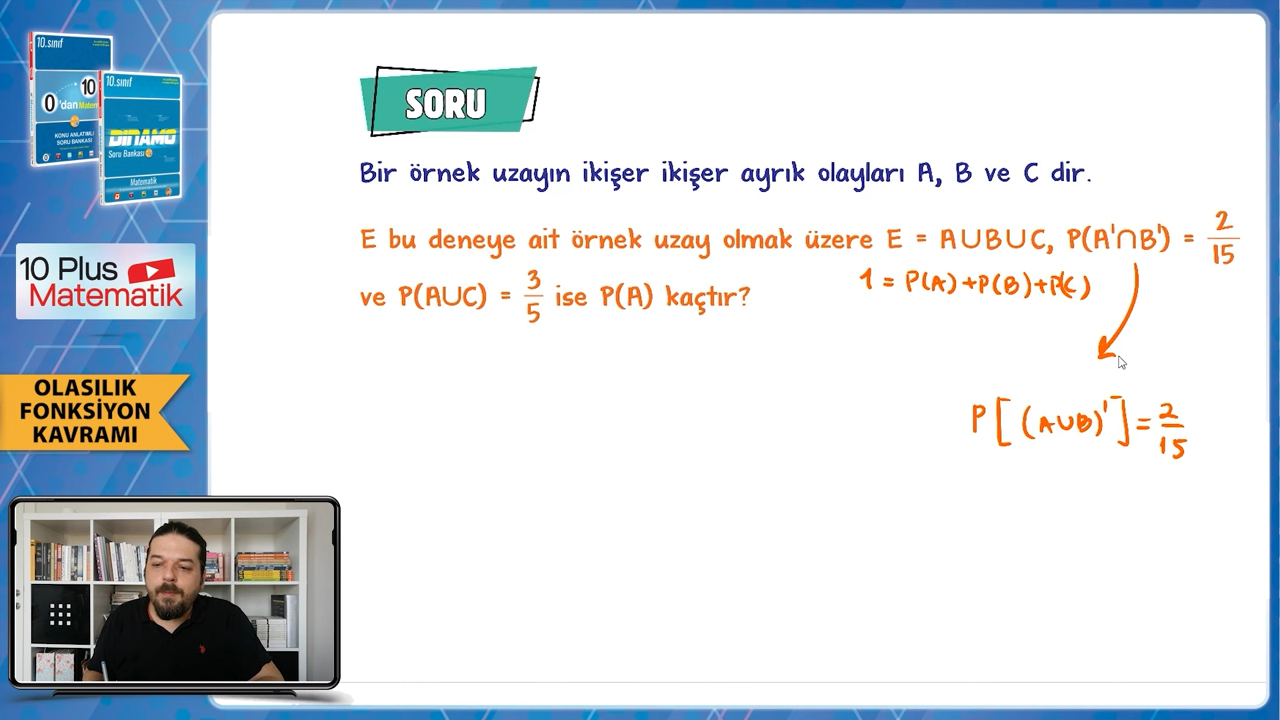 10.sınıf
10.sınıf
0'dan 10
KONU ANLATIMLI
SORU BANKASI
DİNAMO
Soru Bankası
Matematik
SORU
Bir örnek uzayın ikişer ikişer ayrık olayları A, B ve C dir.
E bu deneye ait örnek uzay olmak üzere E = A∪B∪C, P(A'∩B') = 2/15
ve P(A∪C) = 3/5 ise P(A) kaçtır?
1 = P(A)+P(B)+P(C)
P[(A∪B)'] = 2/15
10 Plus
Matematik
OLASILIK
FONKSİYON
KAVRAMI